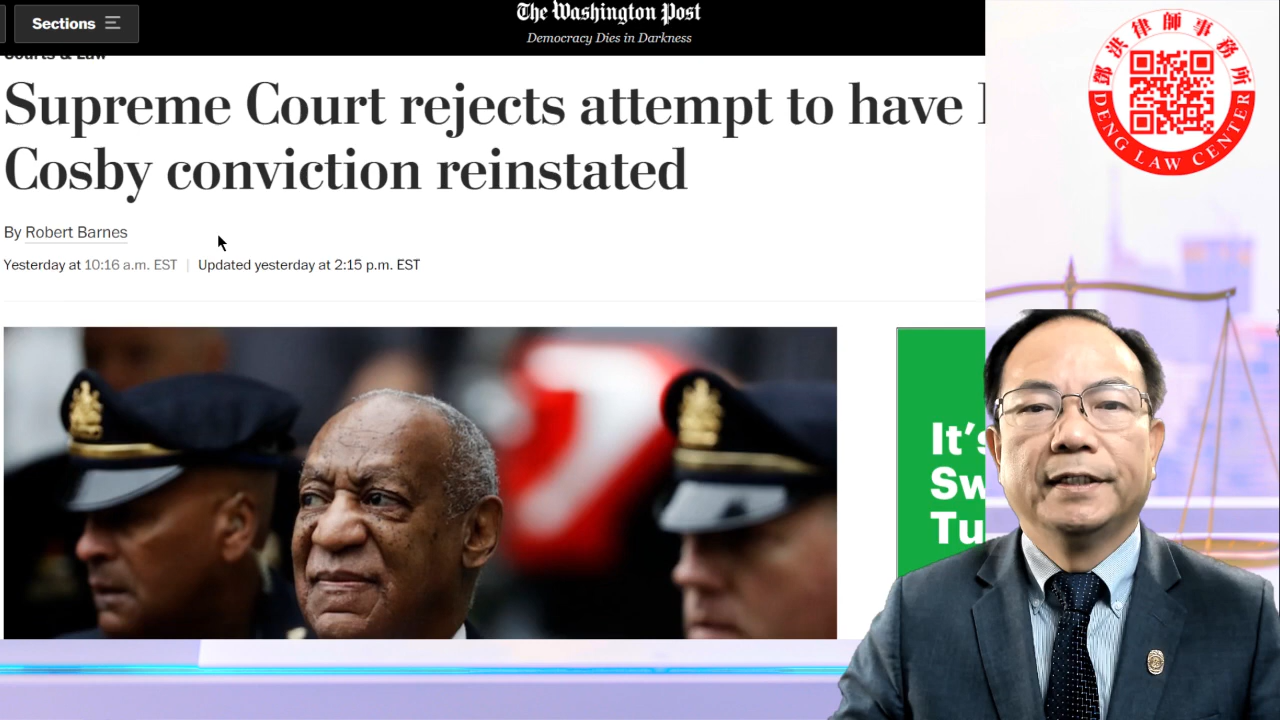 Sections
The Washington Post
Democracy Dies in Darkness
Courts & Law
Supreme Court rejects attempt to have
Cosby conviction reinstated
By Robert Barnes
Yesterday at 10:16 a.m. EST | Updated yesterday at 2:15 p.m. EST
It's
Sw
Tu
鄧洪律師事務所
DENG LAW CENTER